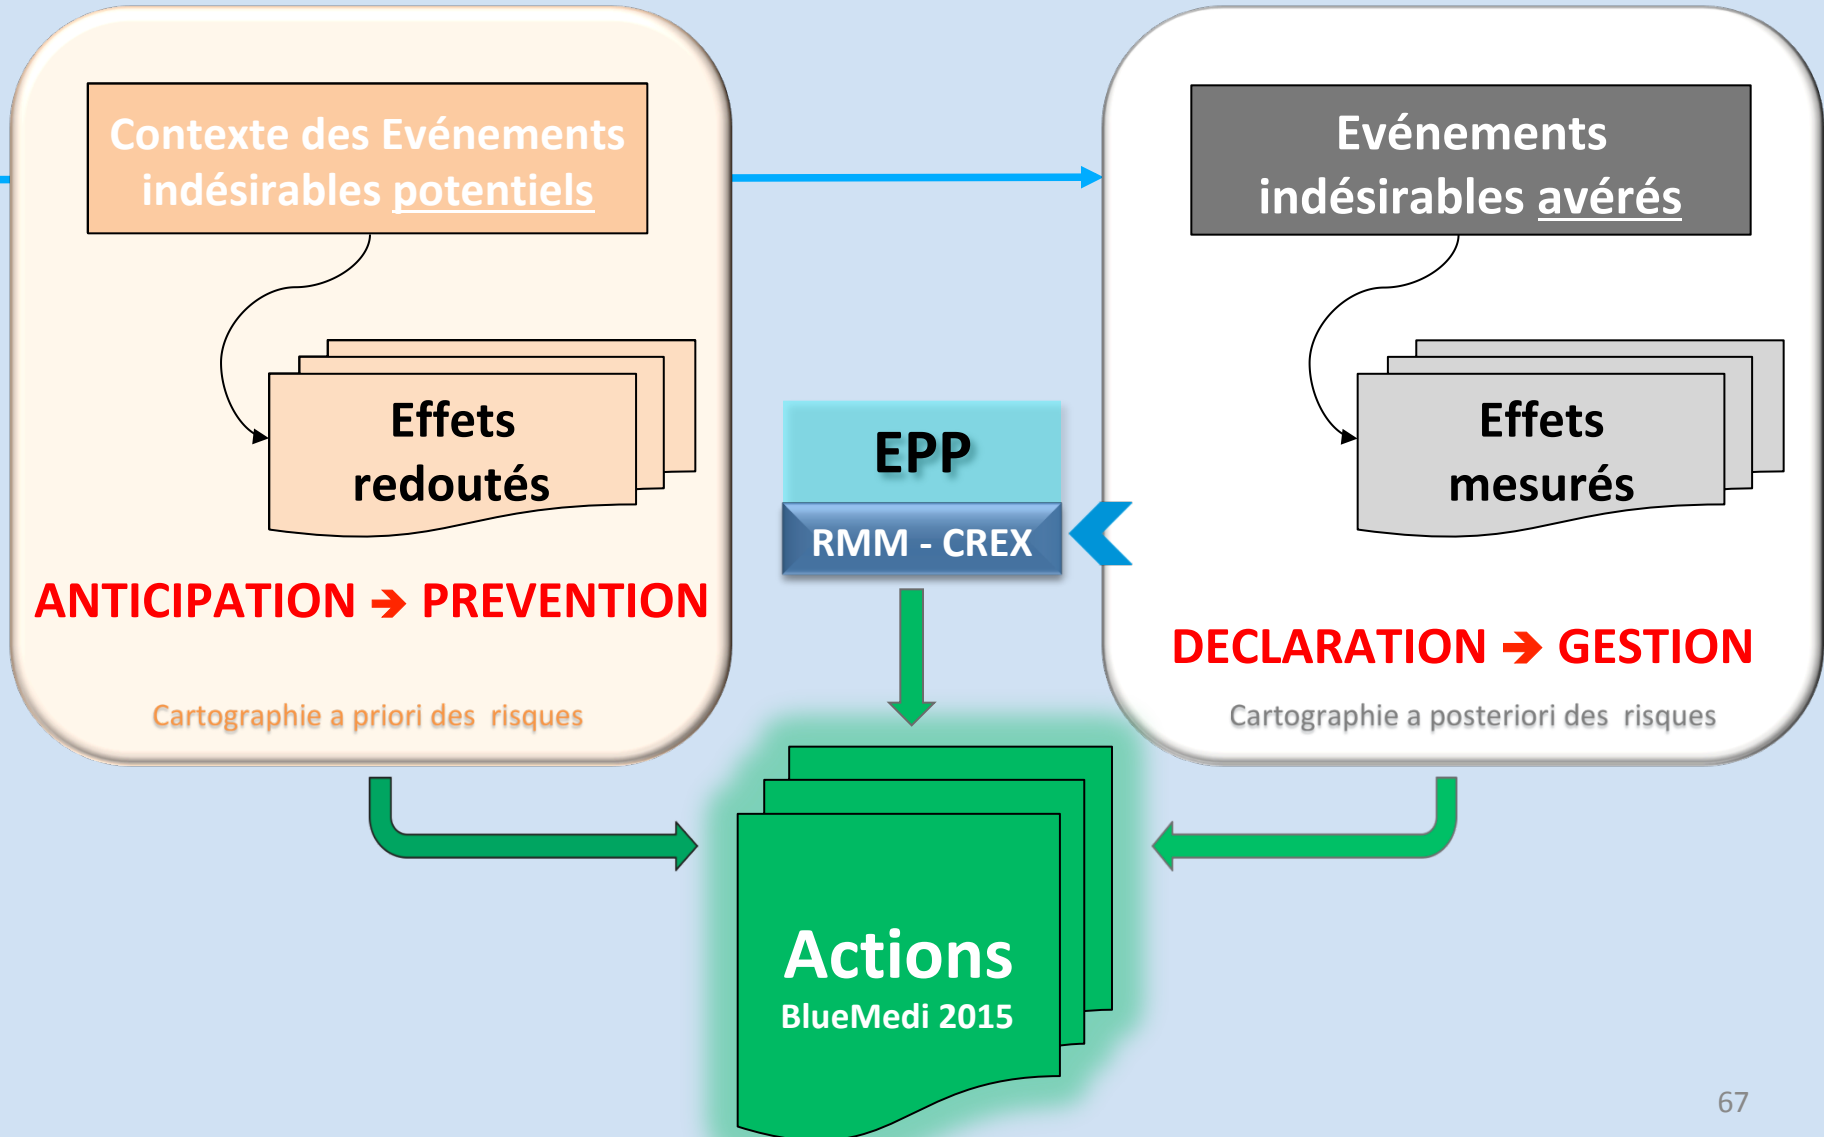 Contexte des Evénements
indésirables potentiels
Effets
redoutés
ANTICIPATION ➔ PREVENTION
Cartographie a priori des risques
EPP
RMM - CREX
Evénements
indésirables avérés
Effets
mesurés
DECLARATION ➔ GESTION
Cartographie a posteriori des risques
Actions
BlueMedi 2015
67